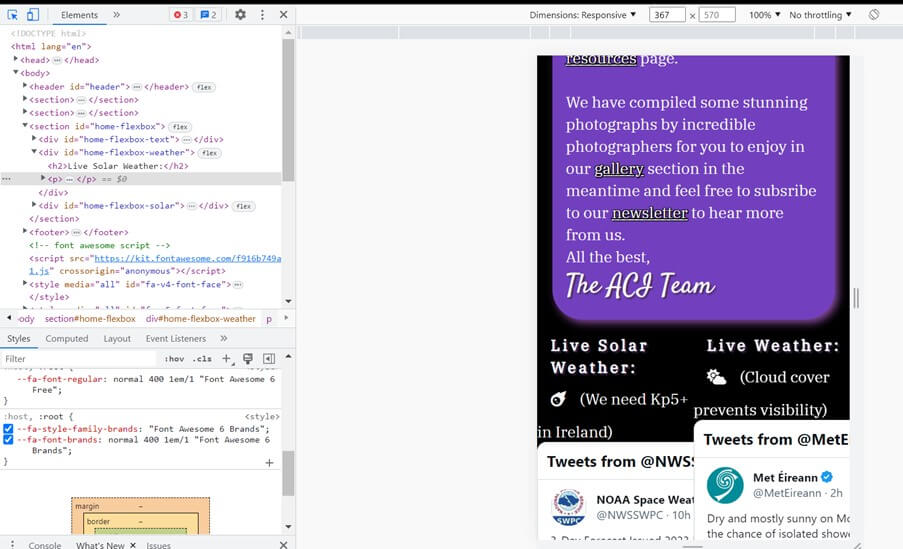 Elements
3
2
Dimensions: Responsive
367
×
570
100%
No throttling
<!DOCTYPE html>
<html lang="en">
<head> ⋯ </head>
<body>
<header id="header"> ⋯ </header> flex
<section> ⋯ </section>
<section> ⋯ </section>
<section id="home-flexbox"> flex
<div id="home-flexbox-text"> ⋯ </div>
<div id="home-flexbox-weather"> flex
<h2>Live Solar Weather:</h2>
<p> ⋯ </p> == $0
</div>
<div id="home-flexbox-solar"> ⋯ </div> flex
</section>
<footer> ⋯ </footer>
<!-- font awesome script -->
<script src="https://kit.fontawesome.com/f916b749a
1.js" crossorigin="anonymous"></script>
<style media="all" id="fa-v4-font-face"> ⋯
</style>
body
section#home-flexbox
div#home-flexbox-weather
p
Styles
Computed
Layout
Event Listeners
Filter
:hov
.cls
--fa-font-regular: normal 400 1em/1 "Font Awesome 6
Free";
}
:host, :root {
<style>
--fa-style-family-brands: "Font Awesome 6 Brands";
--fa-font-brands: normal 400 1em/1 "Font Awesome 6
Brands";
}
margin
–
border
–
Console
What's New
Issues
resources page.
We have compiled some stunning
photographs by incredible
photographers for you to enjoy in
our gallery section in the
meantime and feel free to subsribe
to our newsletter to hear more
from us.
All the best,
The ACI Team
Live Solar
Weather:
(We need Kp5+
in Ireland)
Tweets from @NWSS
NOAA Space Weat
@NWSSWPC · 10h
SWPC
3-Day Forecast Issued 2023
Live Weather:
(Cloud cover
prevents visibility)
Tweets from @MetE
Met Éireann
@MetEireann · 2h
Dry and mostly sunny on Mo
the chance of isolated showe